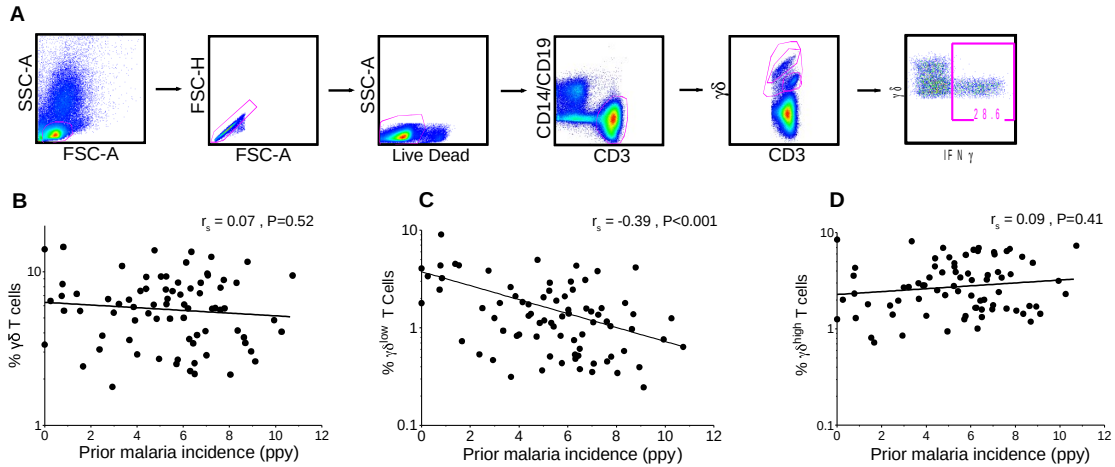 A
SSC-A
FSC-A
FSC-H
FSC-A
SSC-A
Live Dead
CD14/CD19
CD3
γδ
CD3
γδ
28.6
IFN γ
B
rs = 0.07 , P=0.52
% γδ T cells
10
1
0 2 4 6 8 10 12
Prior malaria incidence (ppy)
C
rs = -0.39 , P<0.001
% γδlow T Cells
10
1
0.1
0 2 4 6 8 10 12
Prior malaria incidence (ppy)
D
rs = 0.09 , P=0.41
% γδhigh T cells
10
1
0.1
0 2 4 6 8 10 12
Prior malaria incidence (ppy)